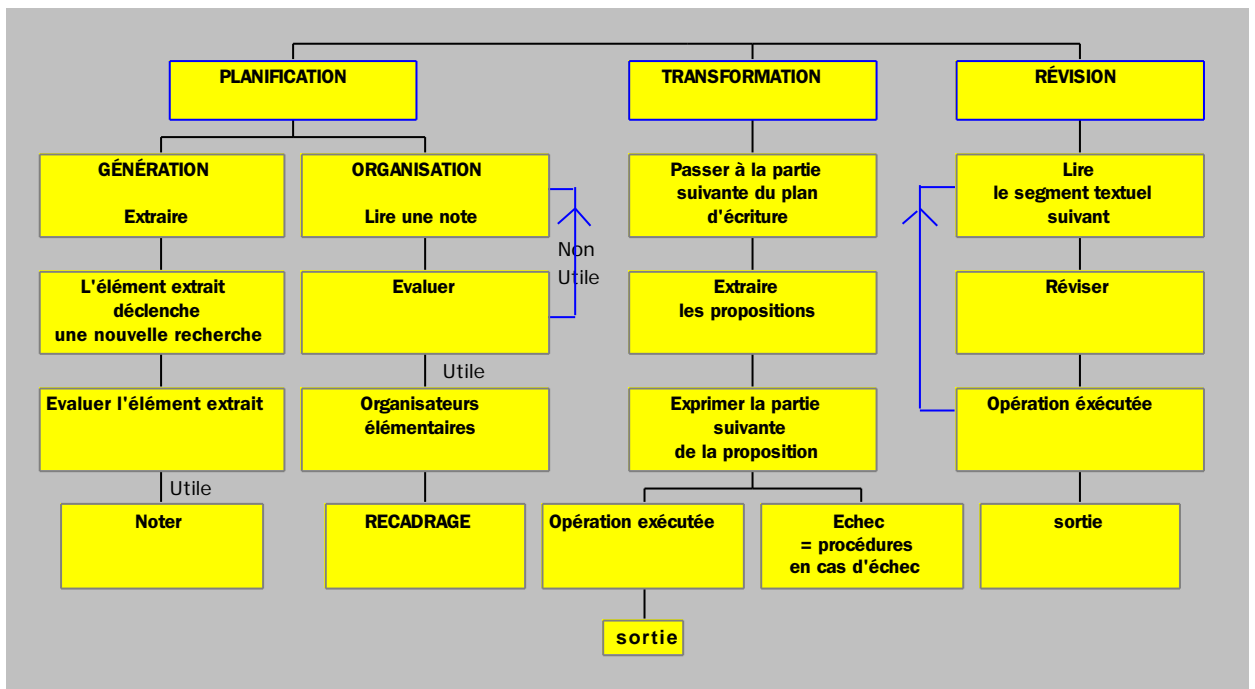 PLANIFICATION
TRANSFORMATION
RÉVISION
GÉNÉRATION
Extraire
ORGANISATION
Lire une note
Passer à la partie
suivante du plan
d'écriture
Lire
le segment textuel
suivant
Non
Utile
L'élément extrait
déclenche
une nouvelle recherche
Evaluer
Extraire
les propositions
Réviser
Utile
Evaluer l'élément extrait
Organisateurs
élémentaires
Exprimer la partie
suivante
de la proposition
Opération éxécutée
Utile
Noter
RECADRAGE
Opération exécutée
Echec
= procédures
en cas d'échec
sortie
sortie